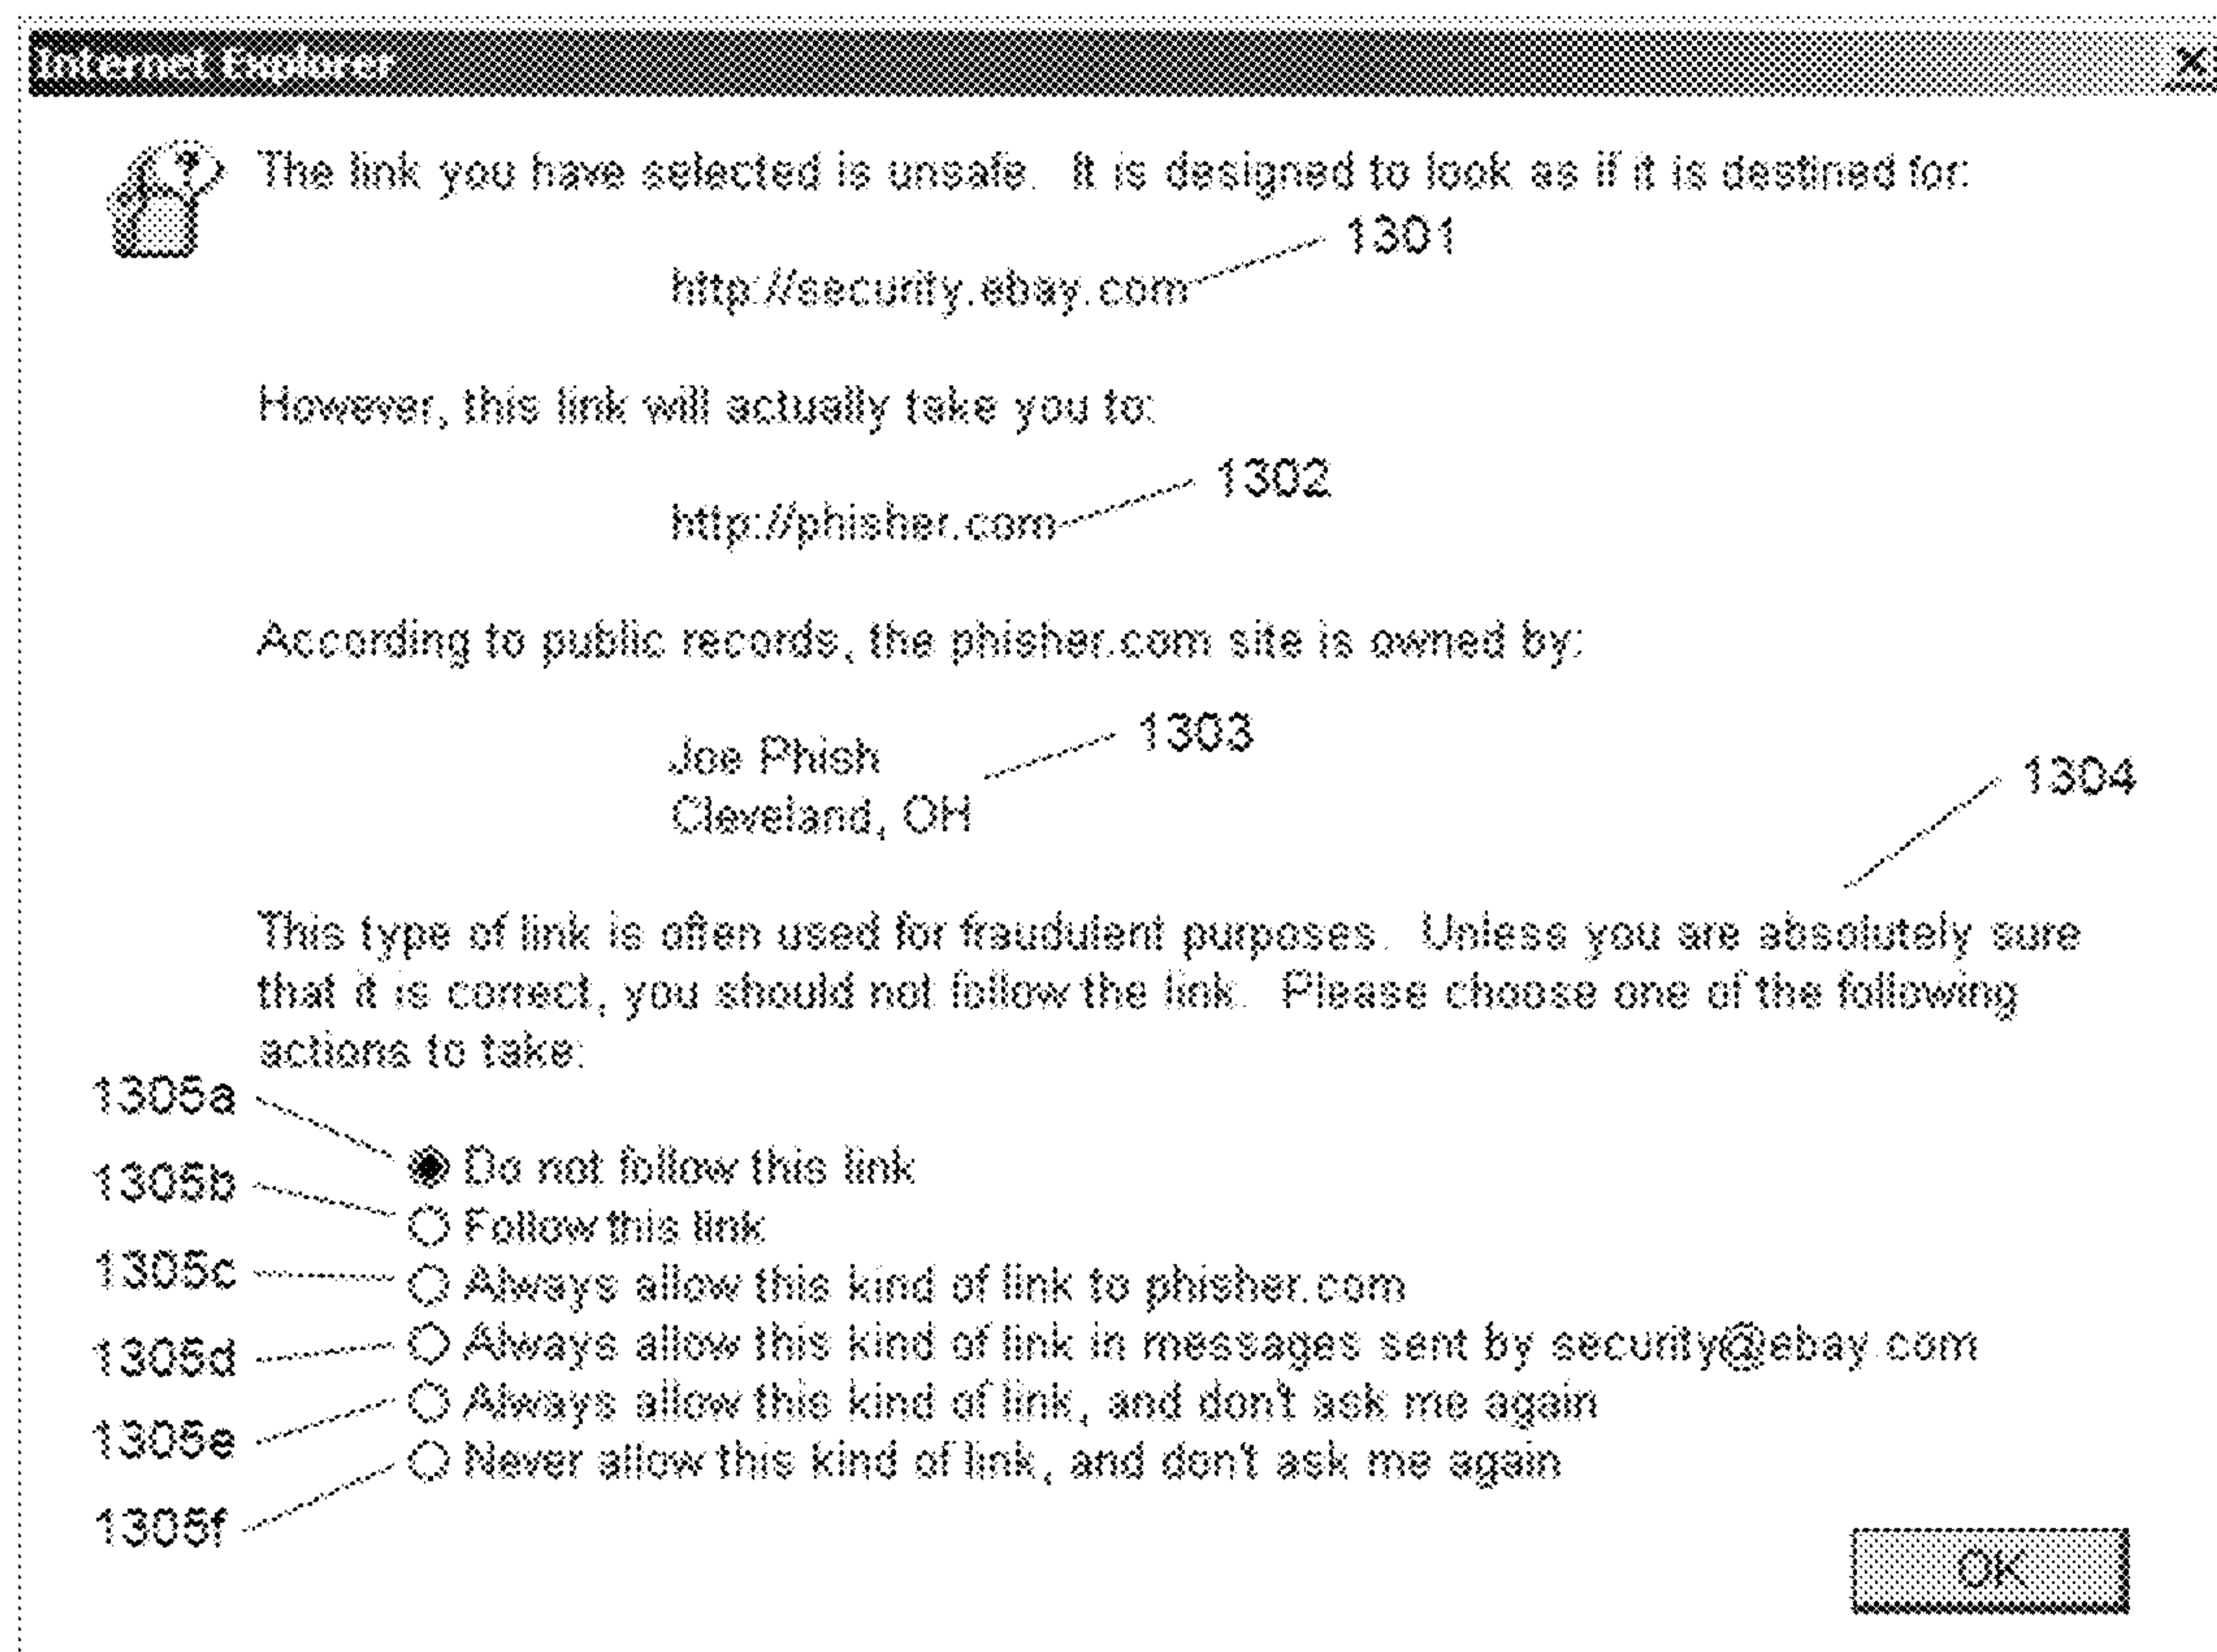 Internet Explorer
The link you have selected is unsafe. It is designed to look as if it is destined for:
1301
http://security.ebay.com
However, this link will actually take you to:
1302
http://phisher.com
According to public records, the phisher.com site is owned by:
1303
Joe Phish
1304
Cleveland, OH
This type of link is often used for fraudulent purposes. Unless you are absolutely sure
that it is correct, you should not follow the link. Please choose one of the following
actions to take:
1305a
Do not follow this link
1305b
Follow this link
1305c
Always allow this kind of link to phisher.com
1305d
Always allow this kind of link in messages sent by security@ebay.com
1305e
Always allow this kind of link, and don't ask me again
1305f
Never allow this kind of link, and don't ask me again
OK